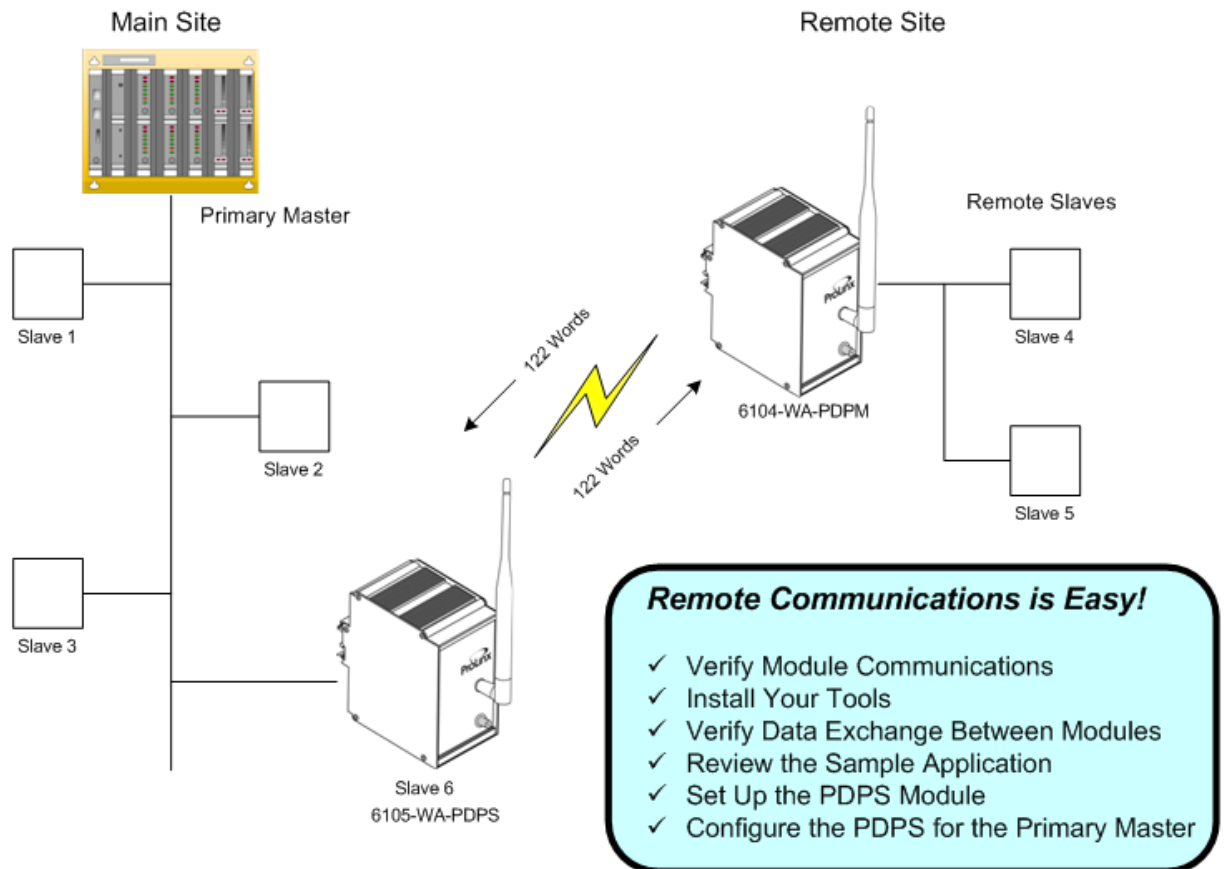 Main Site
Remote Site
Primary Master
Remote Slaves
Slave 1
Slave 2
Slave 3
122 Words
122 Words
ProLinx
6104-WA-PDPM
Slave 4
Slave 5
ProLinx
Slave 6
6105-WA-PDPS
Remote Communications is Easy!
✓ Verify Module Communications
✓ Install Your Tools
✓ Verify Data Exchange Between Modules
✓ Review the Sample Application
✓ Set Up the PDPS Module
✓ Configure the PDPS for the Primary Master